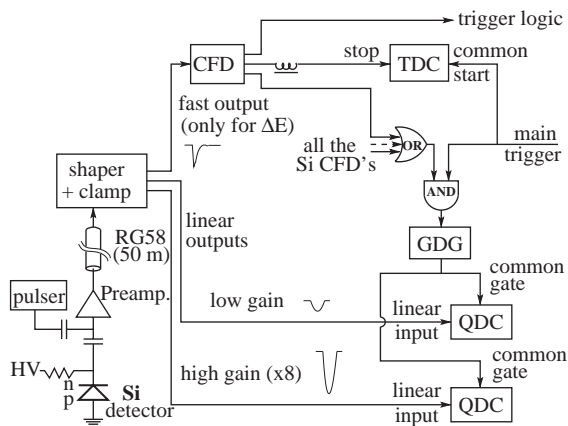 trigger logic
CFD
stop
TDC
common
start
fast output
(only for ΔE)
all the
Si CFD's
OR
main
trigger
AND
shaper
+ clamp
linear
outputs
RG58
(50 m)
GDG
common
gate
pulser
Preamp.
low gain
linear
input
QDC
HV
n
p
Si
detector
high gain (x8)
common
gate
linear
input
QDC